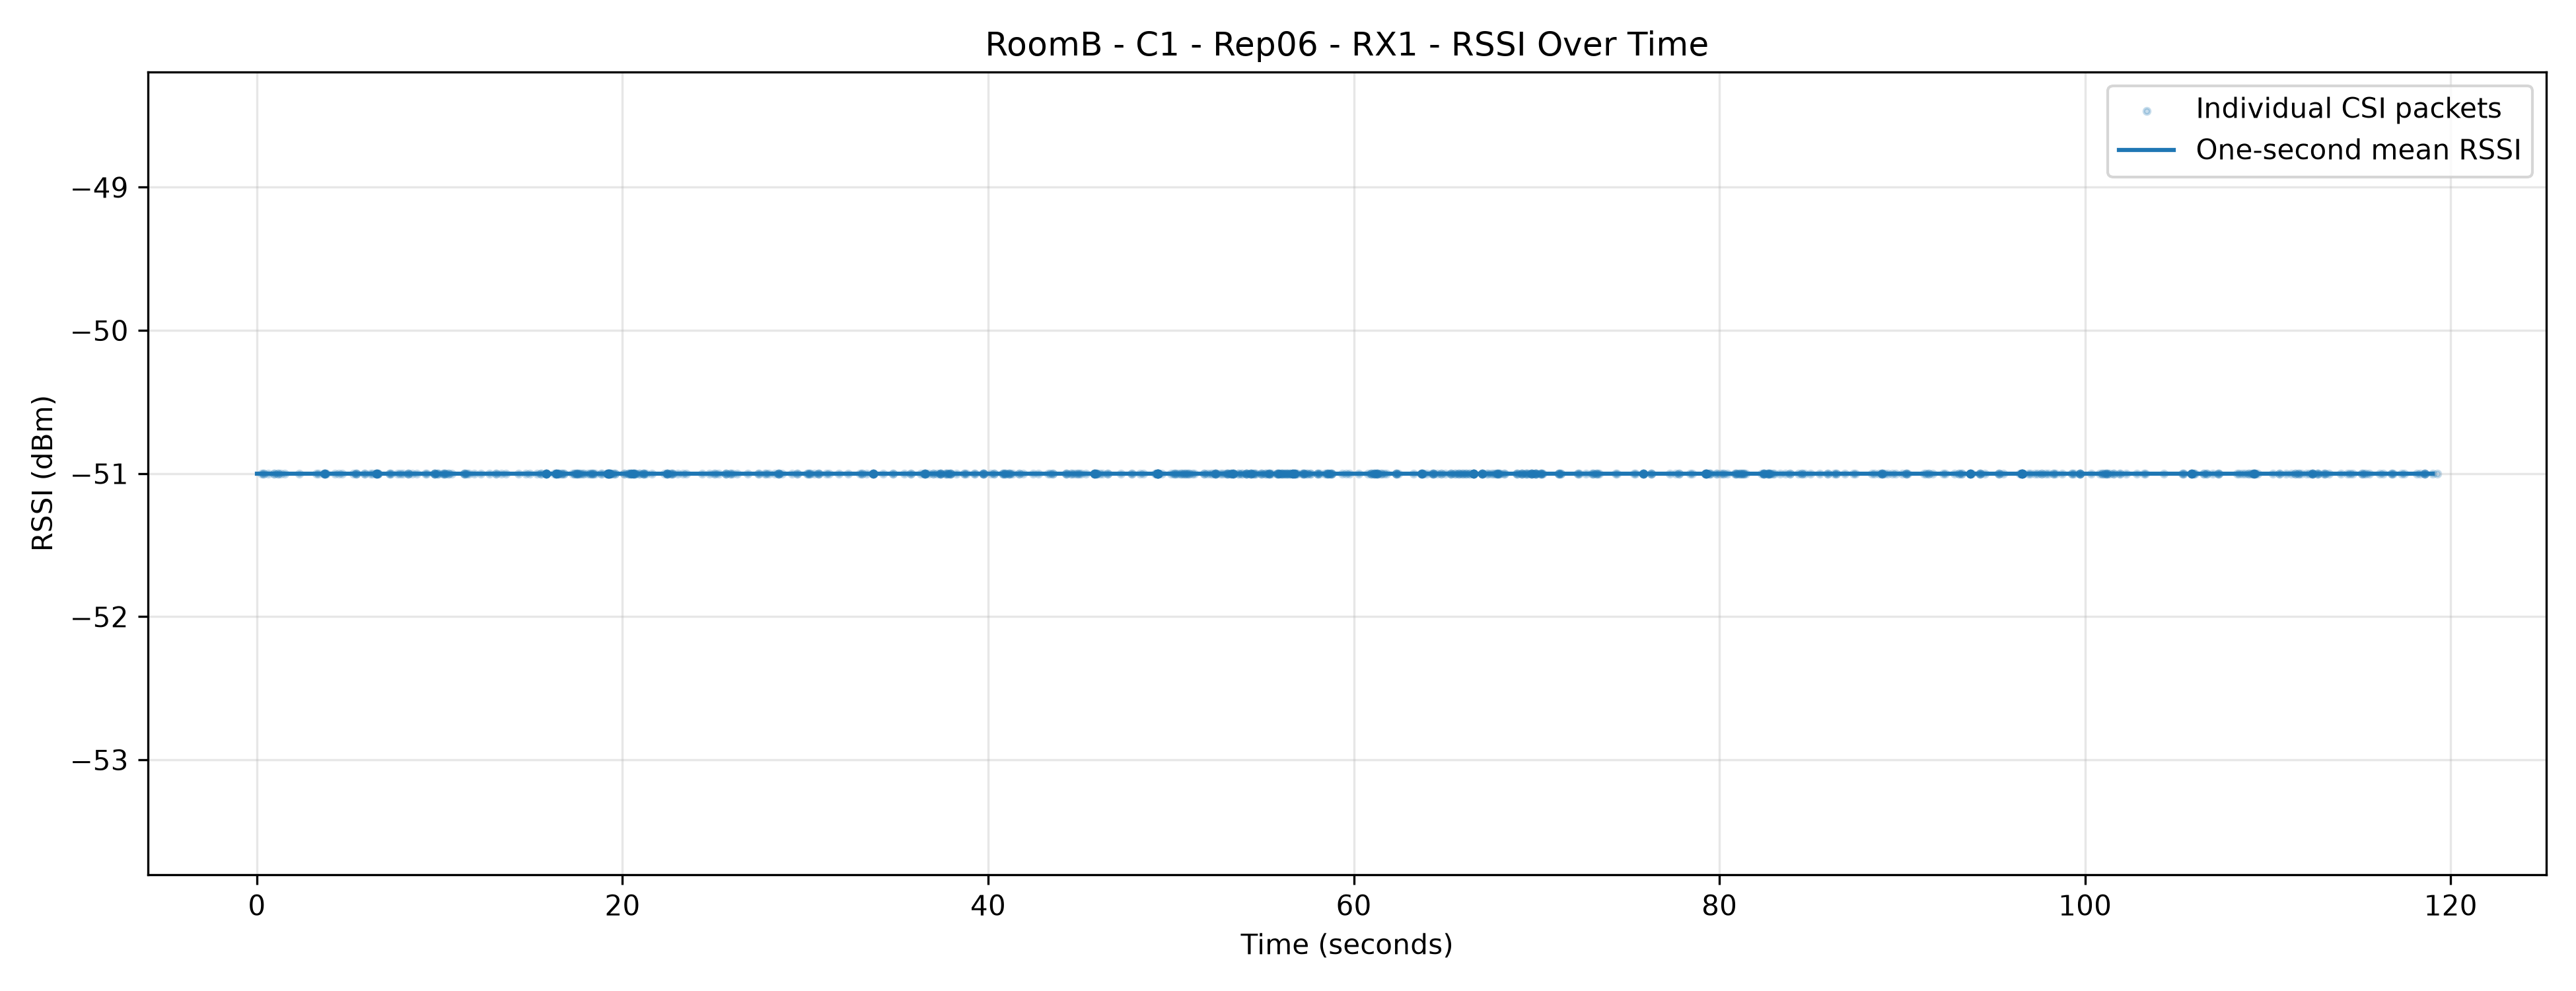 RoomB - C1 - Rep06 - RX1 - RSSI Over Time
Individual CSI packets
One-second mean RSSI
RSSI (dBm)
−49
−50
−51
−52
−53
0 20 40 60 80 100 120
Time (seconds)